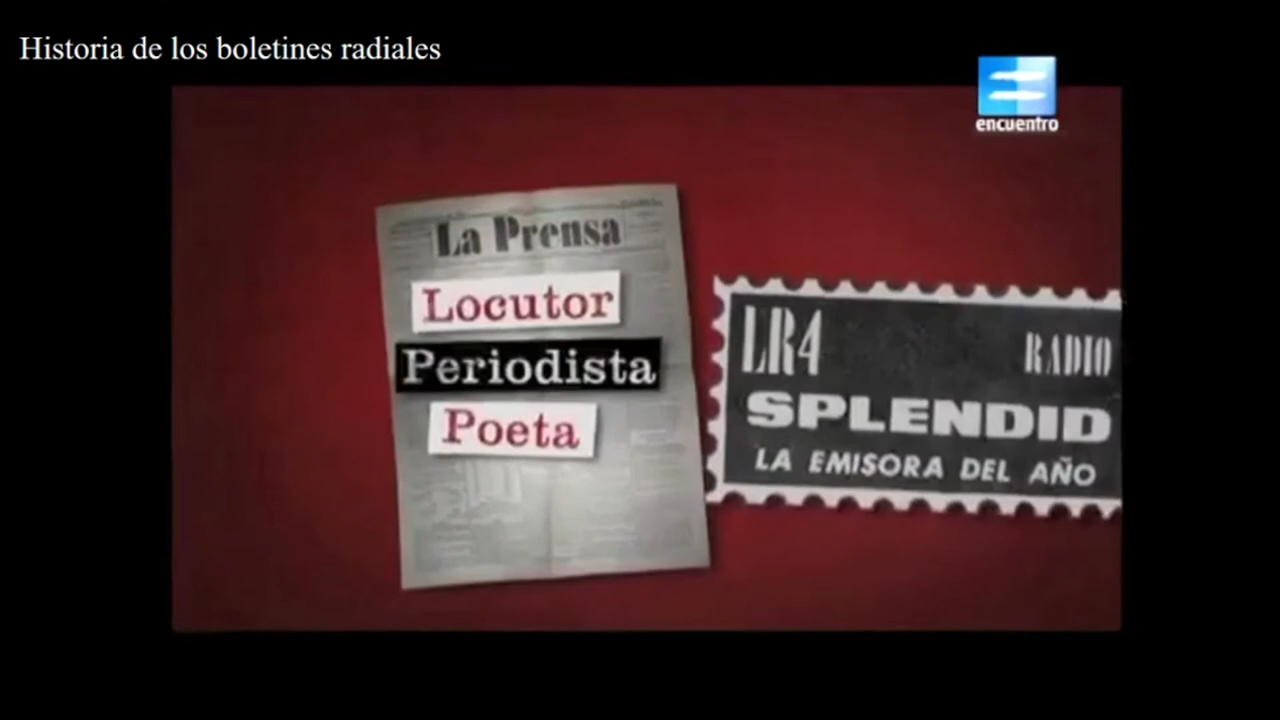 Historia de los boletines radiales
encuentro
La Prensa
Locutor
Periodista
Poeta
LR4 RADIO
SPLENDID
LA EMISORA DEL AÑO